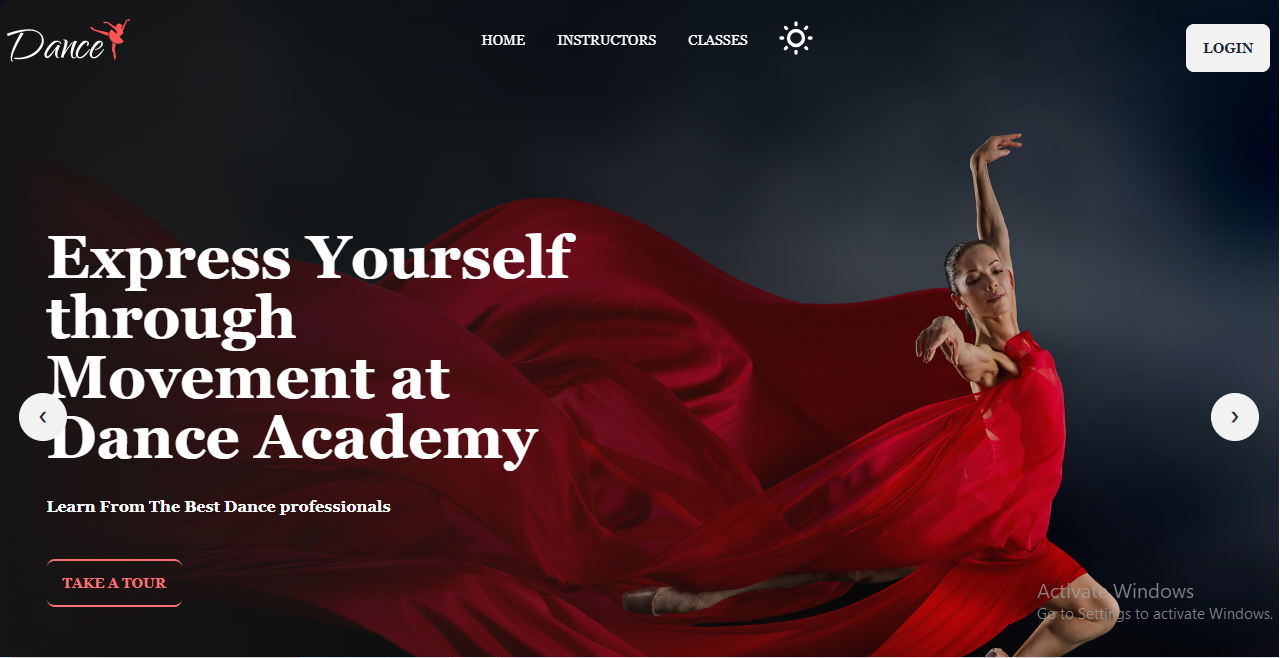 Dance
HOME
INSTRUCTORS
CLASSES
LOGIN
Express Yourself
through
Movement at
Dance Academy
Learn From The Best Dance professionals
TAKE A TOUR
Activate Windows
Go to Settings to activate Windows.